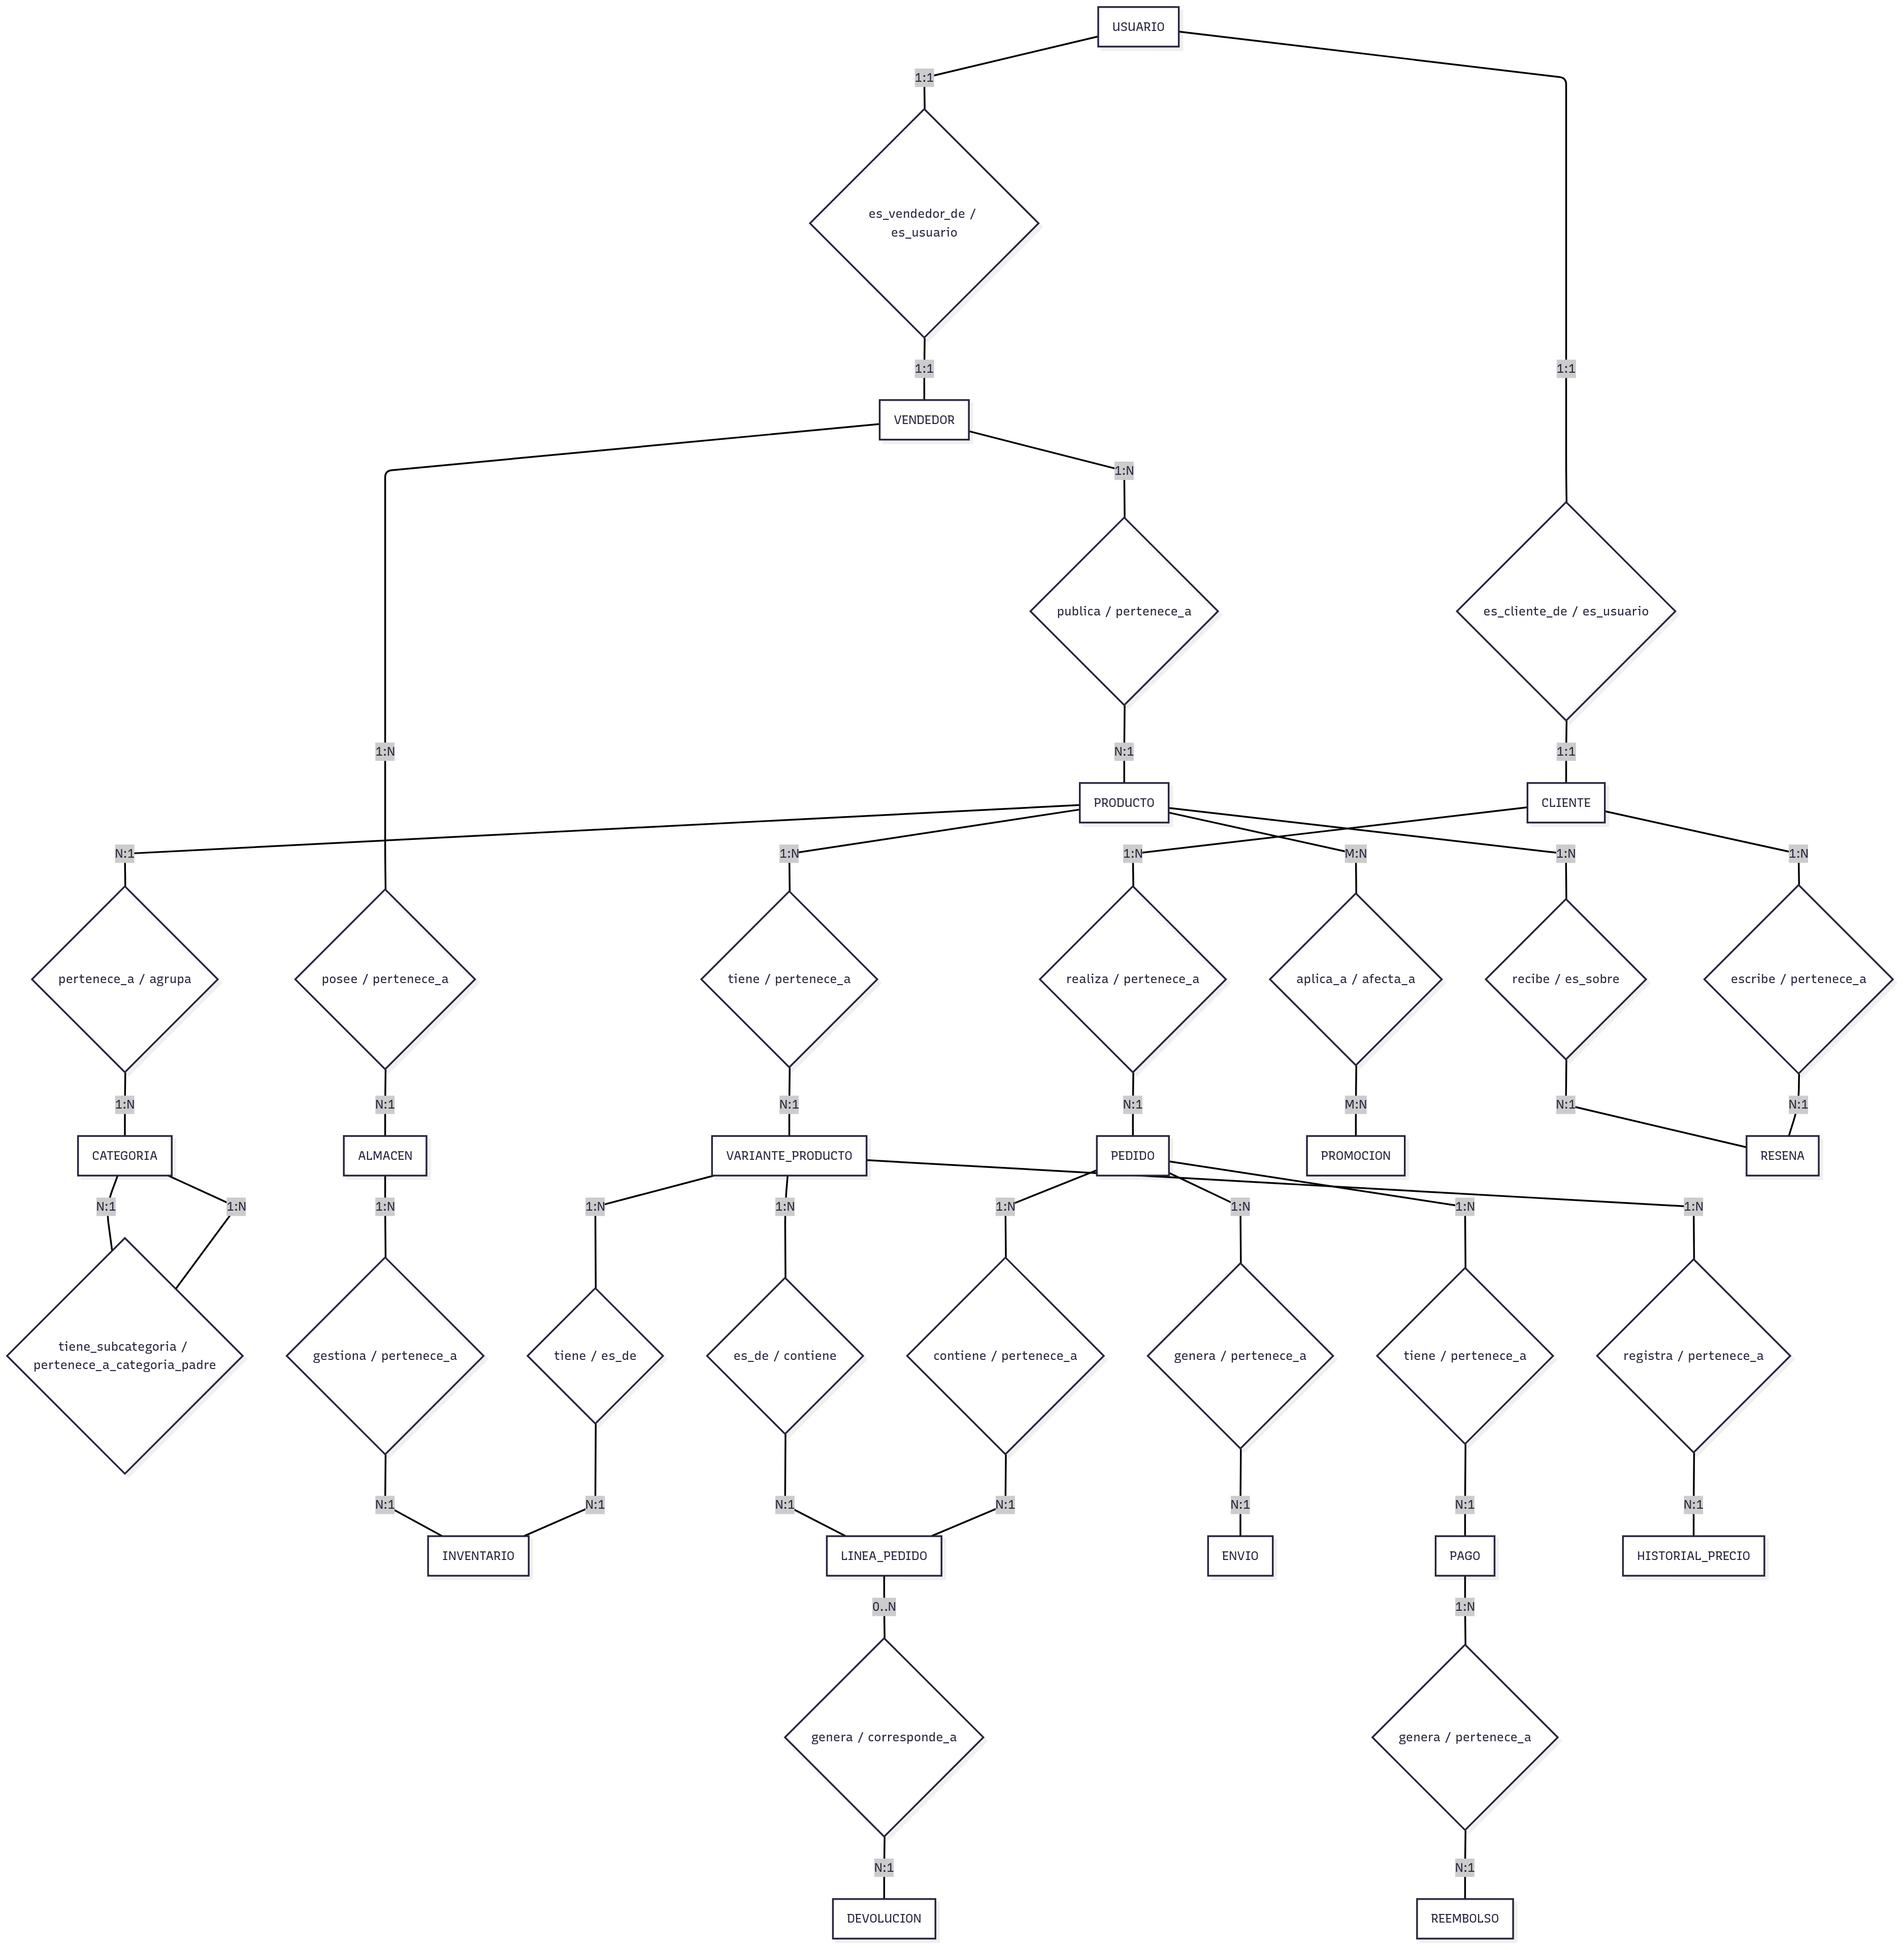 USUARIO
1:1
es_vendedor_de /
es_usuario
1:1
1:1
VENDEDOR
1:N
publica / pertenece_a
es_cliente_de / es_usuario
1:N
N:1
1:1
PRODUCTO
CLIENTE
N:1
1:N
1:N
M:N
1:N
1:N
pertenece_a / agrupa
posee / pertenece_a
tiene / pertenece_a
realiza / pertenece_a
aplica_a / afecta_a
recibe / es_sobre
escribe / pertenece_a
1:N
N:1
N:1
N:1
M:N
N:1
N:1
CATEGORIA
ALMACEN
VARIANTE_PRODUCTO
PEDIDO
PROMOCION
RESENA
N:1
1:N
1:N
1:N
1:N
1:N
1:N
1:N
1:N
tiene_subcategoria /
pertenece_a_categoria_padre
gestiona / pertenece_a
tiene / es_de
es_de / contiene
contiene / pertenece_a
genera / pertenece_a
tiene / pertenece_a
registra / pertenece_a
N:1
N:1
N:1
N:1
N:1
N:1
N:1
INVENTARIO
LINEA_PEDIDO
ENVIO
PAGO
HISTORIAL_PRECIO
0..N
1:N
genera / corresponde_a
genera / pertenece_a
N:1
N:1
DEVOLUCION
REEMBOLSO